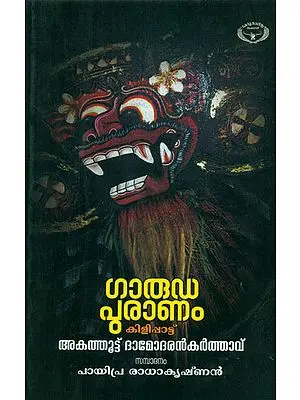 ഗാരുഡ
പുരാണം
കിളിപ്പാട്ട്
അകത്തൂട്ട് ദാമോദരൻകർത്താവ്
സമ്പാദനം
പായിപ്ര രാധാകൃഷ്ണൻ